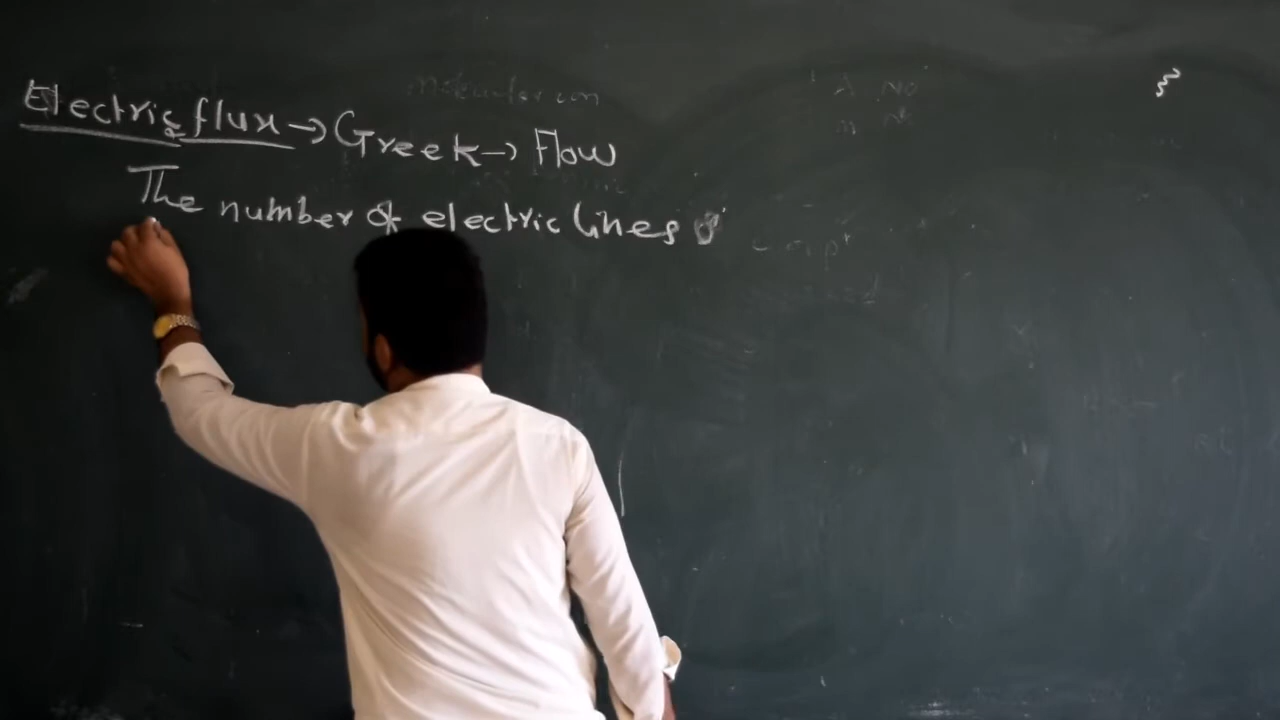 Electric flux → Greek → Flow
The number of electric lines